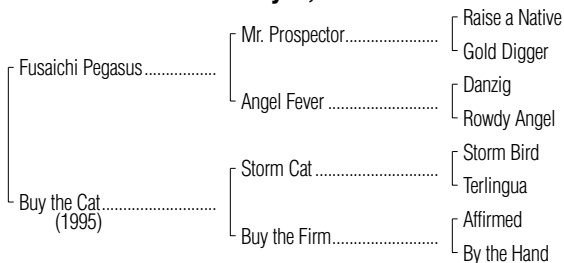 Raise a Native
Mr. Prospector.....................
Gold Digger
Fusaichi Pegasus................
Danzig
Angel Fever.........................
Rowdy Angel
Storm Bird
Storm Cat............................
Terlingua
Buy the Cat.........................
(1995)
Affirmed
Buy the Firm.......................
By the Hand